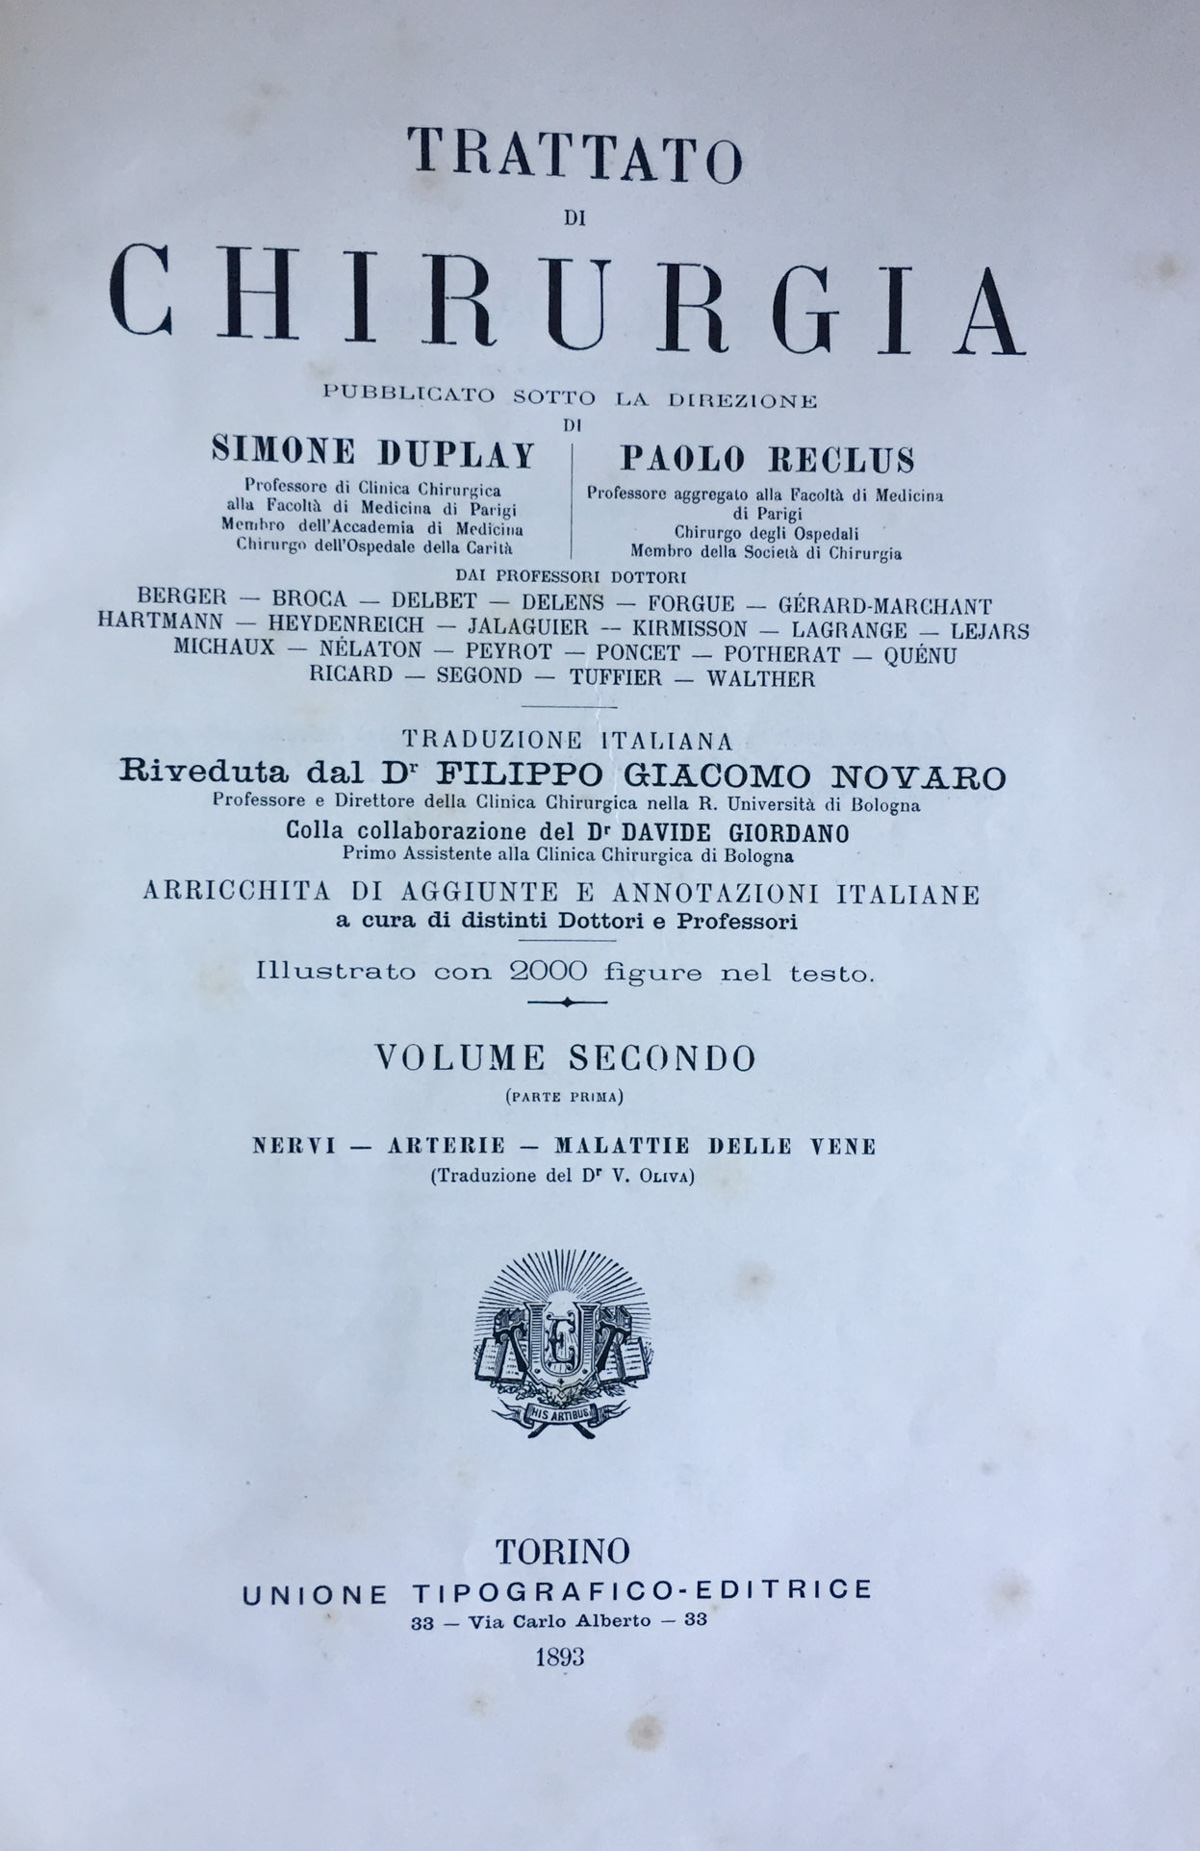 TRATTATO
DI
CHIRURGIA
PUBBLICATO SOTTO LA DIREZIONE
DI
SIMONE DUPLAY
Professore di Clinica Chirurgica
alla Facoltà di Medicina di Parigi
Membro dell'Accademia di Medicina
Chirurgo dell'Ospedale della Carità
PAOLO RECLUS
Professore aggregato alla Facoltà di Medicina
di Parigi
Chirurgo degli Ospedali
Membro della Società di Chirurgia
DAI PROFESSORI DOTTORI
BERGER — BROCA — DELBET — DELENS — FORGUE — GÉRARD-MARCHANT
HARTMANN — HEYDENREICH — JALAGUIER — KIRMISSON — LAGRANGE — LEJARS
MICHAUX — NÉLATON — PEYROT — PONCET — POTHERAT — QUÉNU
RICARD — SEGOND — TUFFIER — WALTHER
TRADUZIONE ITALIANA
Riveduta dal Dr FILIPPO GIACOMO NOVARO
Professore e Direttore della Clinica Chirurgica nella R. Università di Bologna
Colla collaborazione del Dr DAVIDE GIORDANO
Primo Assistente alla Clinica Chirurgica di Bologna
ARRICCHITA DI AGGIUNTE E ANNOTAZIONI ITALIANE
a cura di distinti Dottori e Professori
Illustrato con 2000 figure nel testo.
VOLUME SECONDO
(PARTE PRIMA)
NERVI — ARTERIE — MALATTIE DELLE VENE
(Traduzione del Dr V. OLIVA)
UTET
HIS ARTIBUS
TORINO
UNIONE TIPOGRAFICO-EDITRICE
33 — Via Carlo Alberto — 33
1893